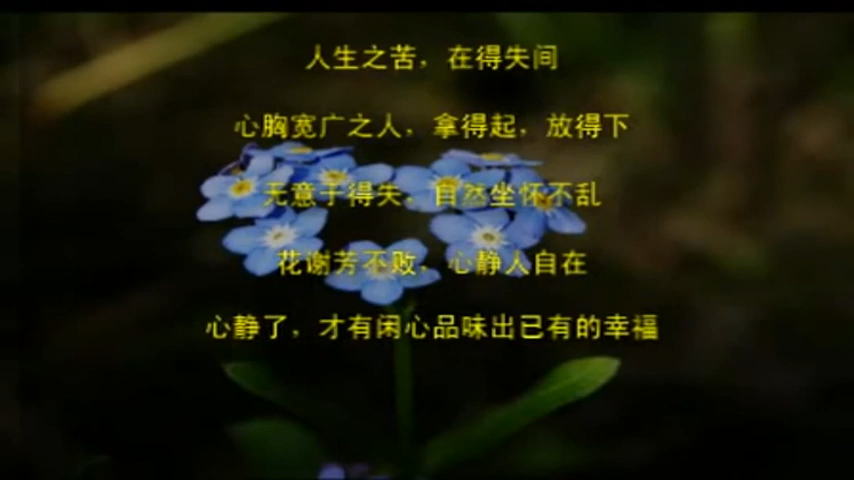 人生之苦，在得失间
心胸宽广之人，拿得起，放得下
无意于得失，自然坐怀不乱
花谢芳不败，心静人自在
心静了，才有闲心品味出已有的幸福